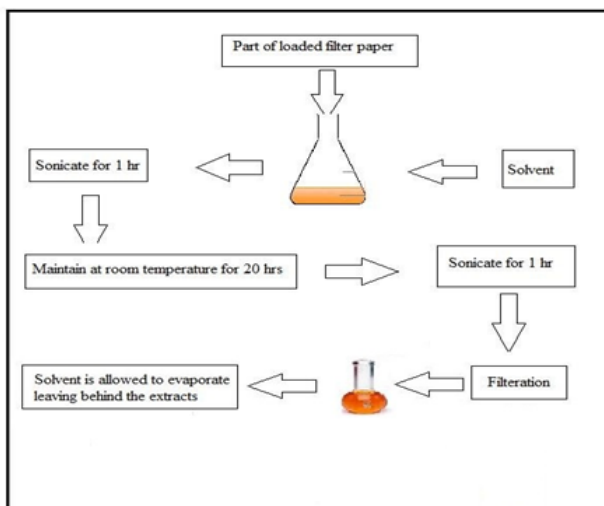 Part of loaded filter paper
Sonicate for 1 hr
Solvent
Maintain at room temperature for 20 hrs
Sonicate for 1 hr
Filteration
Solvent is allowed to evaporate
leaving behind the extracts